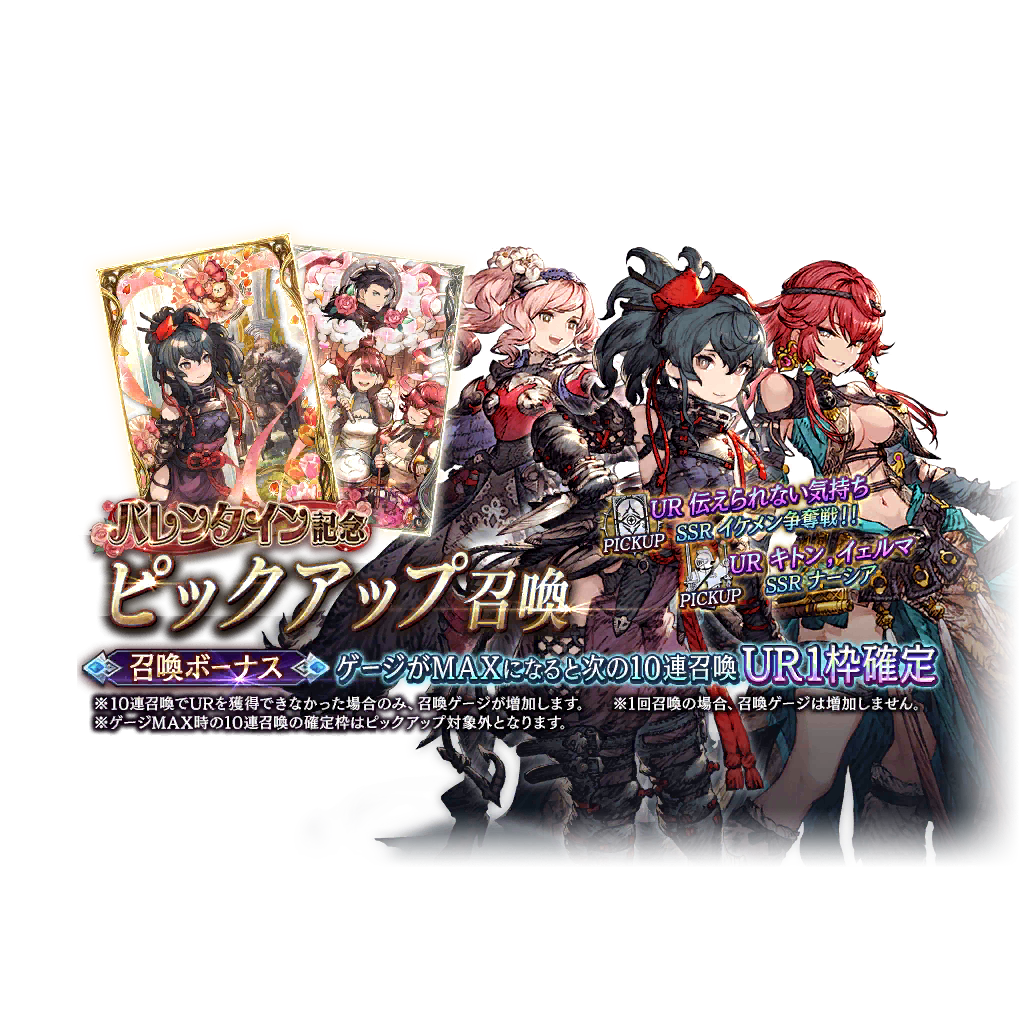 バレンタイン記念
ピックアップ召喚
PICKUP
UR 伝えられない気持ち
SSR イケメン争奪戦!!
PICKUP
UR キトン,イェルマ
SSR ナーシア
召喚ボーナス
ゲージがMAXになると次の10連召喚 UR1枠確定
※10連召喚でURを獲得できなかった場合のみ、召喚ゲージが増加します。 ※1回召喚の場合、召喚ゲージは増加しません。
※ゲージMAX時の10連召喚の確定枠はピックアップ対象外となります。